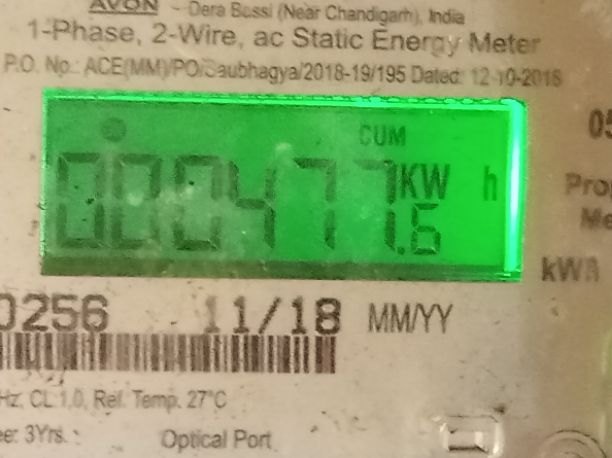 AVON - Dera Bassi (Near Chandigarh), India
1-Phase, 2-Wire, ac Static Energy Meter
P.O. No.: ACE(MM)/PO/Saubhagya/2018-19/195 Dated: 12-10-2018
CUM
000477.6 KW h
kWh
0256 11/18 MM/YY
Hz, CL 1.0, Ref. Temp. 27°C
3Yrs. : Optical Port